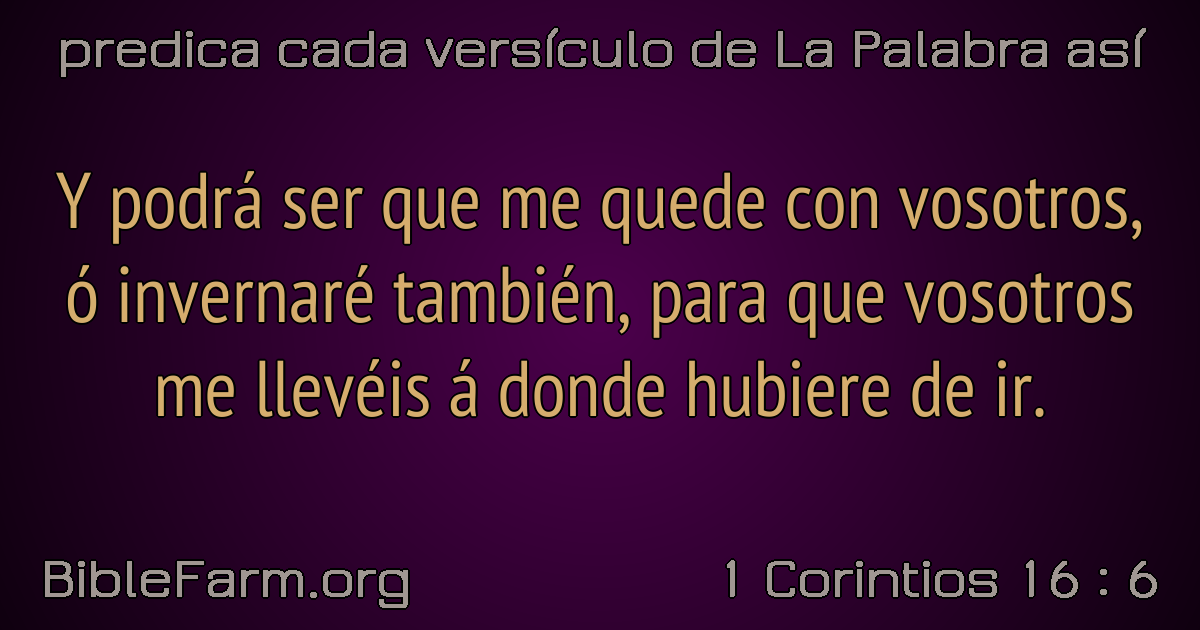 predica cada versículo de La Palabra así
Y podrá ser que me quede con vosotros,
ó invernaré también, para que vosotros
me llevéis á donde hubiere de ir.
BibleFarm.org
1 Corintios 16 : 6